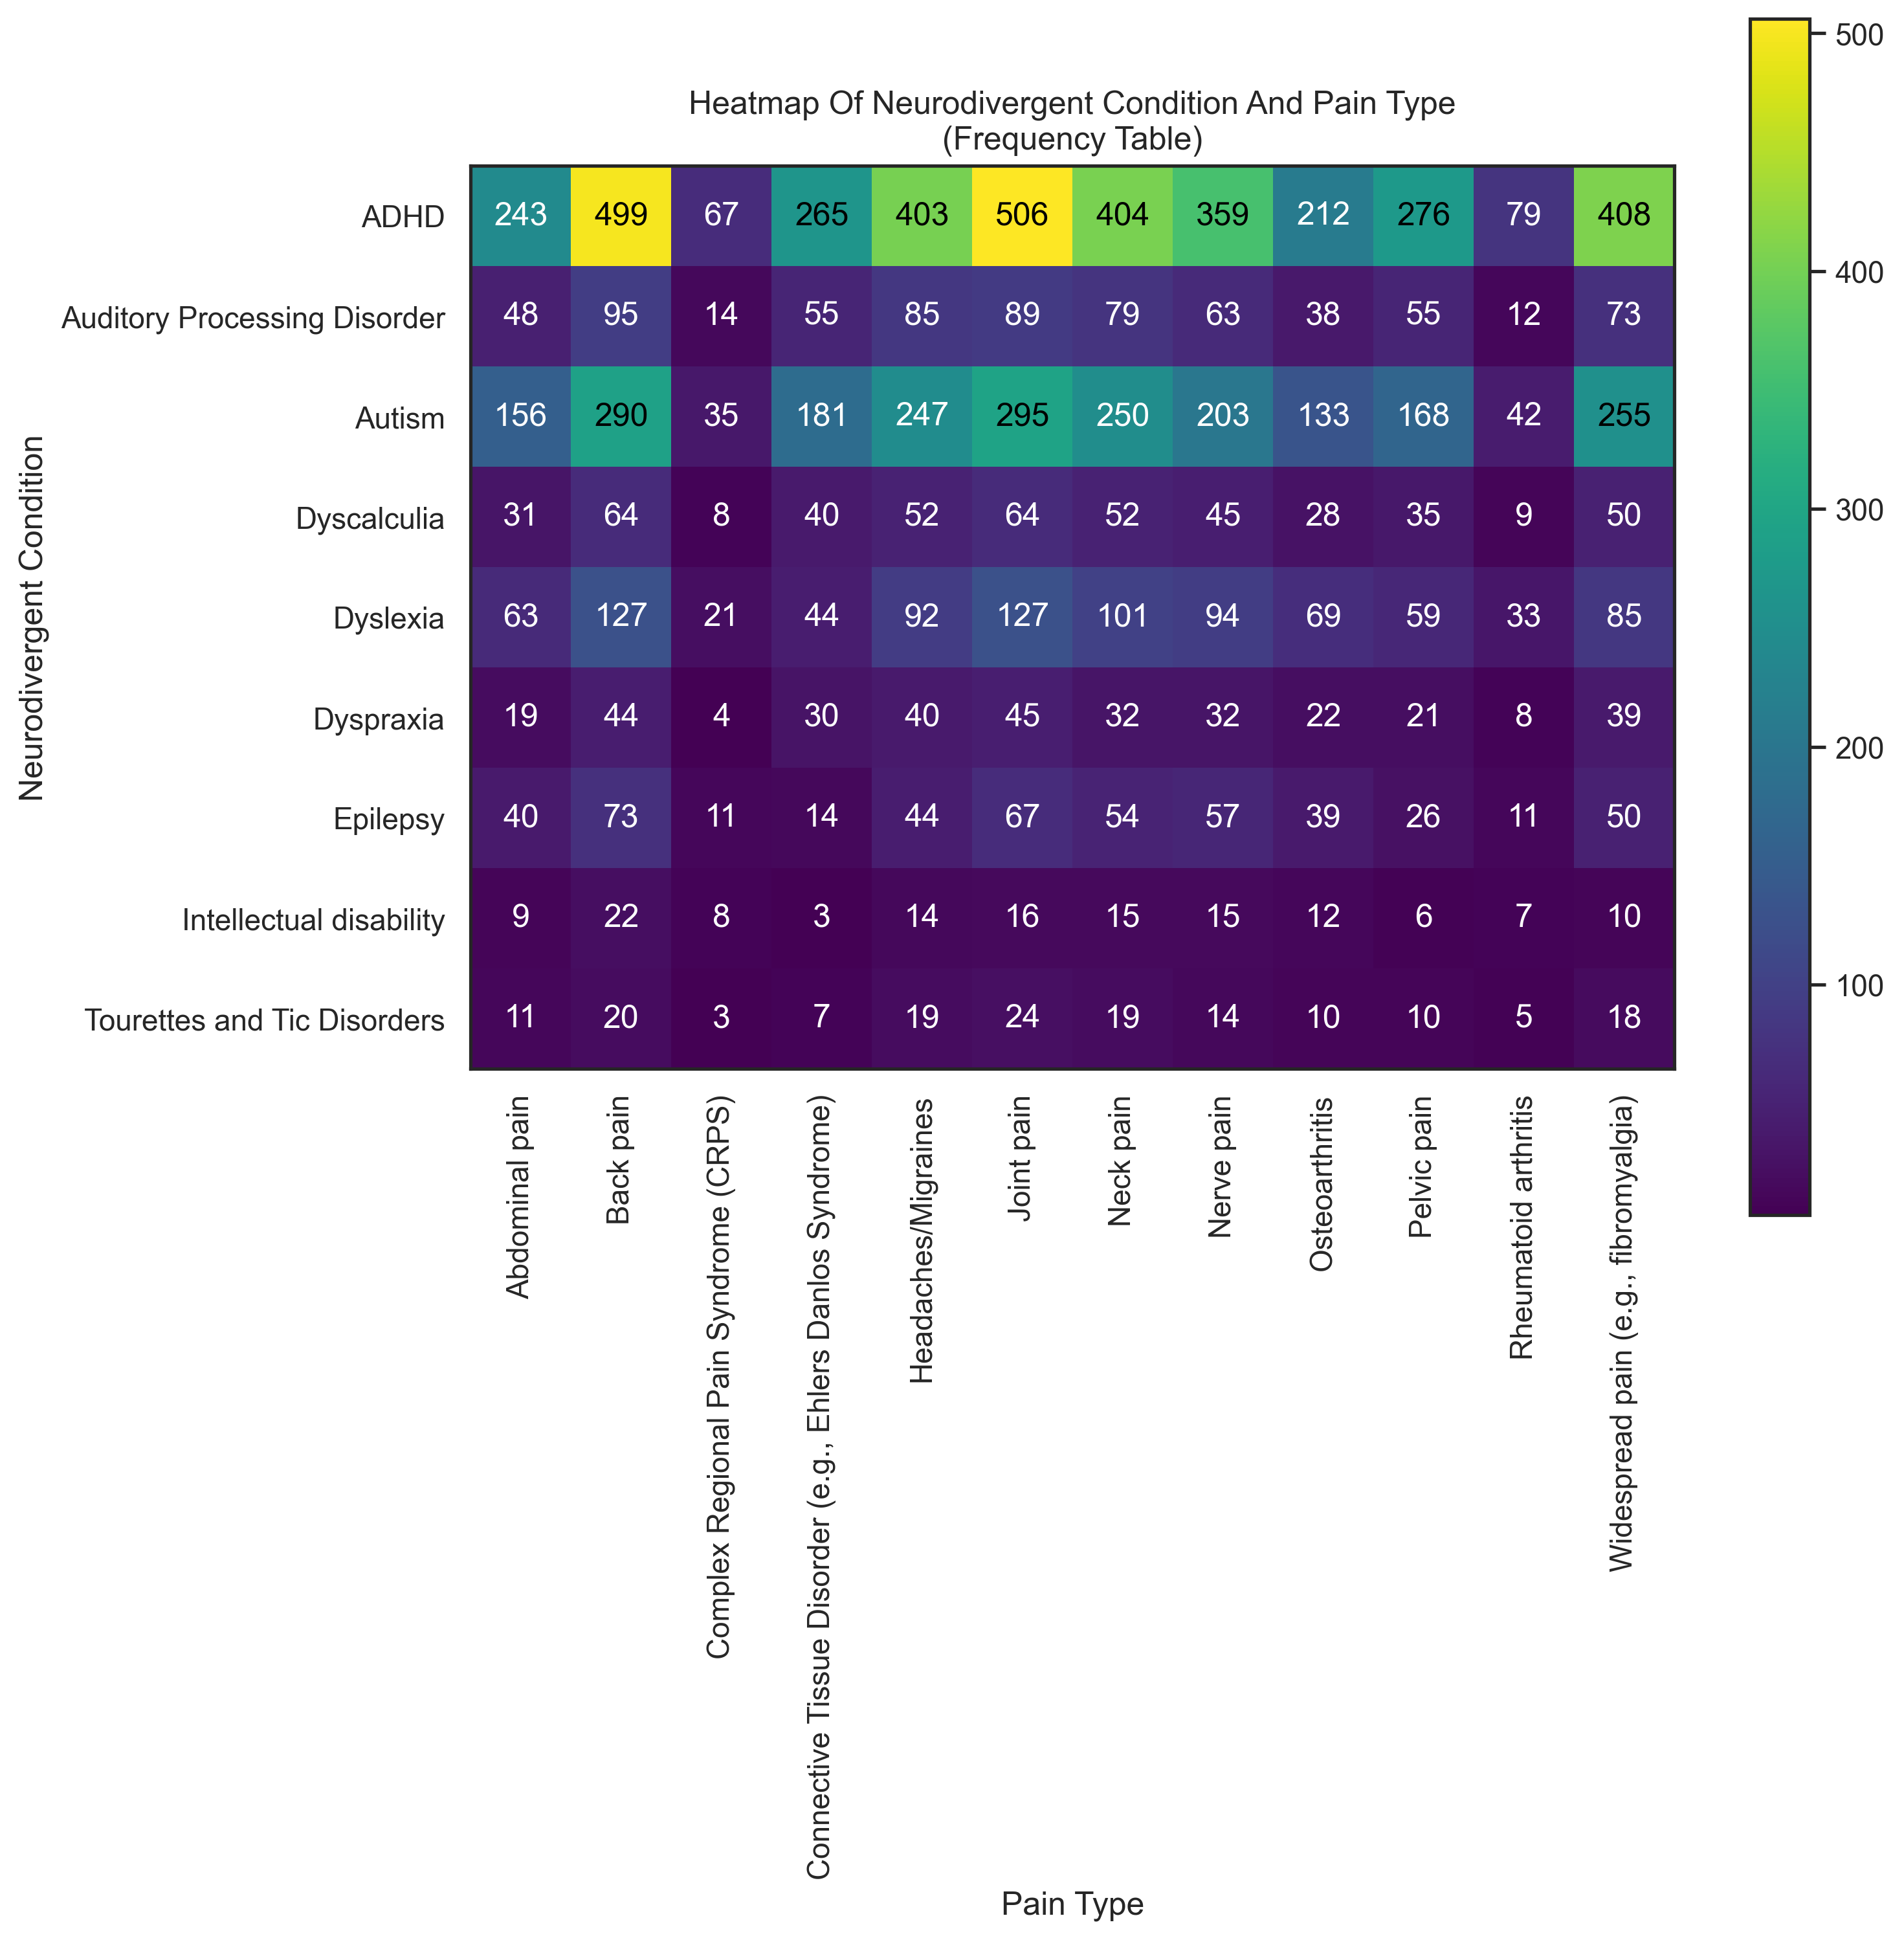 Heatmap Of Neurodivergent Condition And Pain Type
(Frequency Table)
500
400
300
200
100
Neurodivergent Condition
ADHD 243 499 67 265 403 506 404 359 212 276 79 408
Auditory Processing Disorder 48 95 14 55 85 89 79 63 38 55 12 73
Autism 156 290 35 181 247 295 250 203 133 168 42 255
Dyscalculia 31 64 8 40 52 64 52 45 28 35 9 50
Dyslexia 63 127 21 44 92 127 101 94 69 59 33 85
Dyspraxia 19 44 4 30 40 45 32 32 22 21 8 39
Epilepsy 40 73 11 14 44 67 54 57 39 26 11 50
Intellectual disability 9 22 8 3 14 16 15 15 12 6 7 10
Tourettes and Tic Disorders 11 20 3 7 19 24 19 14 10 10 5 18
Abdominal pain
Back pain
Complex Regional Pain Syndrome (CRPS)
Connective Tissue Disorder (e.g., Ehlers Danlos Syndrome)
Headaches/Migraines
Joint pain
Neck pain
Nerve pain
Osteoarthritis
Pelvic pain
Rheumatoid arthritis
Widespread pain (e.g., fibromyalgia)
Pain Type